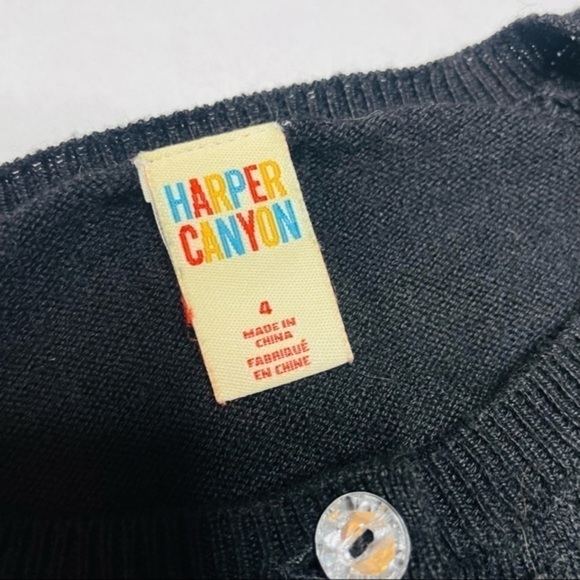 HARPER
CANYON
4
MADE IN
CHINA
FABRIQUÉ
EN CHINE